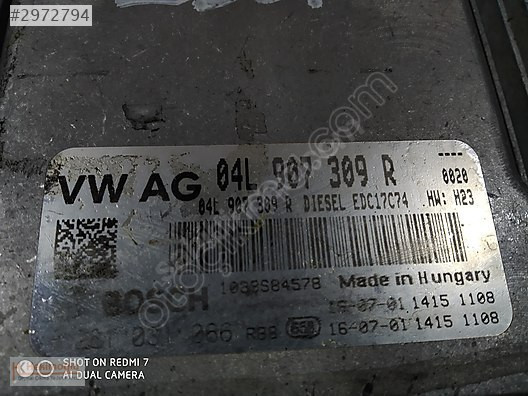 #2972794
VW AG 04L 907 309 R
04L 907 309 R DIESEL EDC17C74
0020
HW: H23
BOSCH
1039S84578
Made in Hungary
16-07-01 1415 1108
16-07-01 1415 1108
SHOT ON REDMI 7
AI DUAL CAMERA